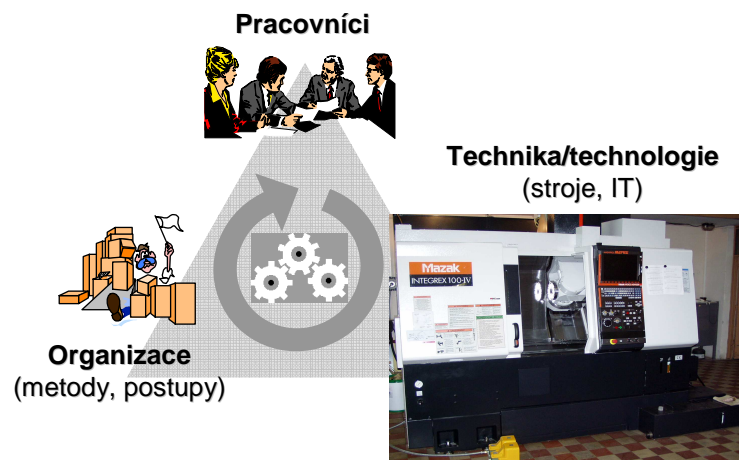 Pracovníci
Technika/technologie
(stroje, IT)
Mazak
INTEGREX 100-IV
Organizace
(metody, postupy)